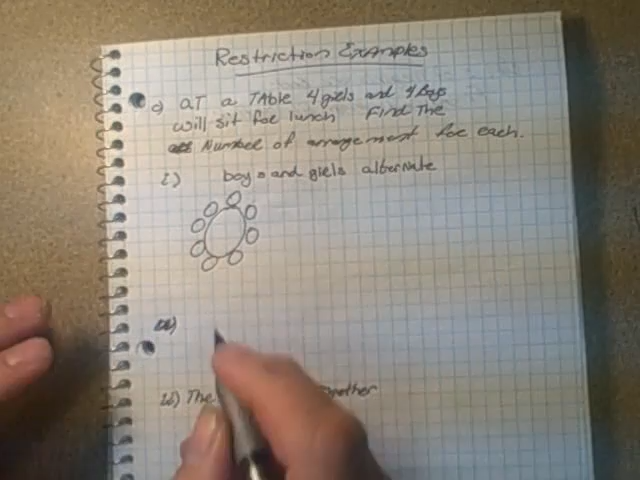 Restriction Examples
c) at a Table 4 girls and 4 boys
will sit for lunch Find The
Number of arrangement for each.
i) boys and girls alternate
ii) The